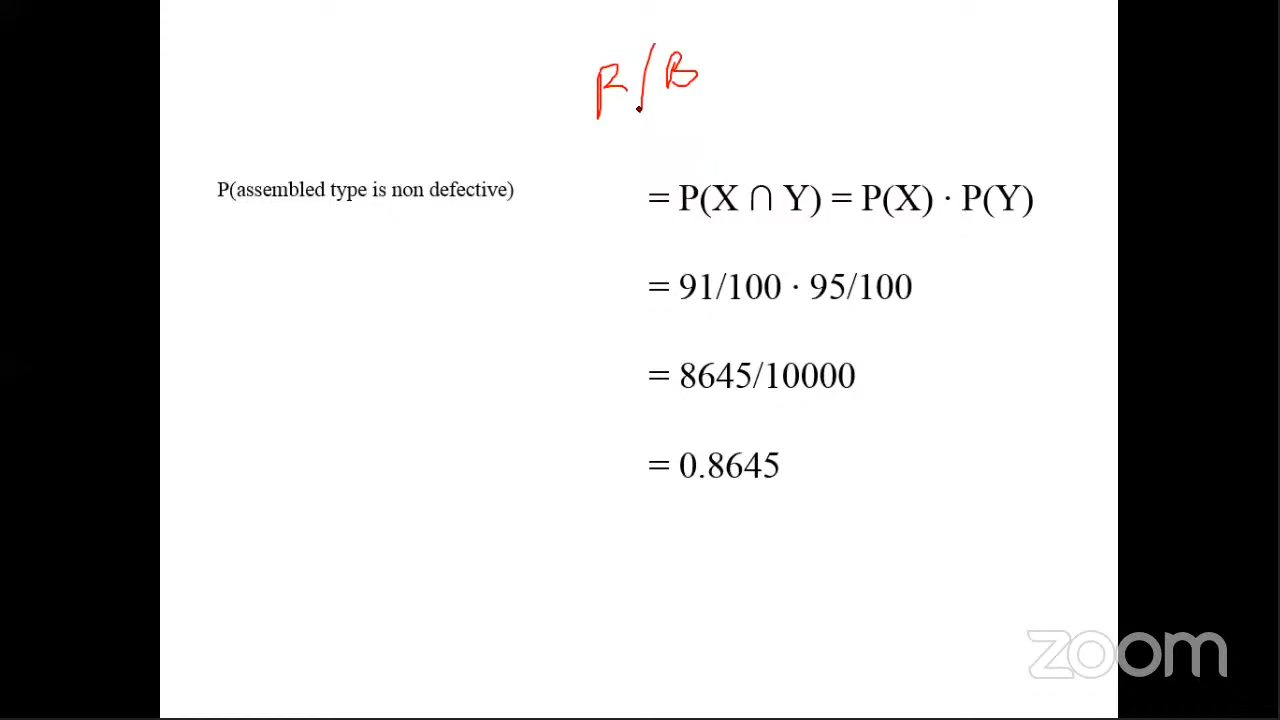 R/B
P(assembled type is non defective)
= P(X ∩ Y) = P(X) · P(Y)
= 91/100 · 95/100
= 8645/10000
= 0.8645
zoom